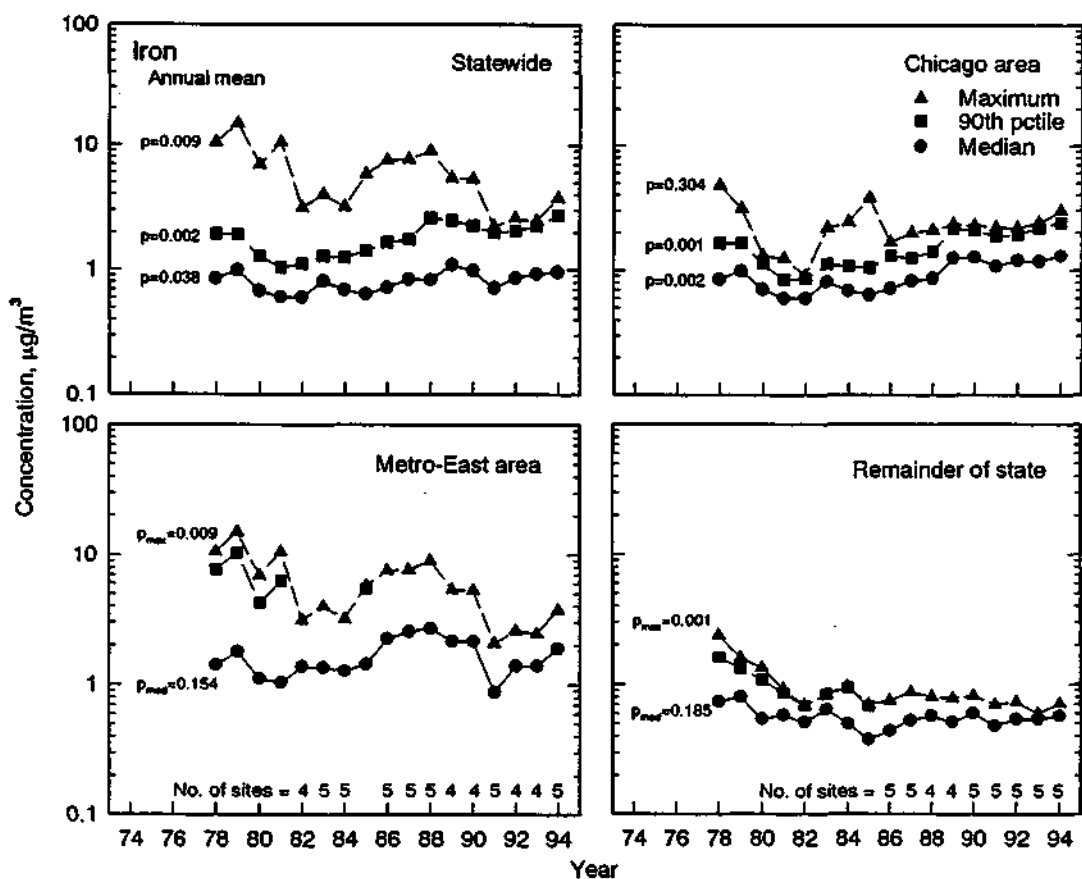 100
Iron
Annual mean
Statewide
p=0.009
p=0.002
p=0.038
10
1
0.1
Chicago area
Maximum
90th pctile
Median
p=0.304
p=0.001
p=0.002
Concentration, µg/m³
100
Metro-East area
10
1
0.1
pmax=0.009
pmed=0.154
No. of sites = 4 5 5 5 5 5 4 4 5 4 4 5
74 76 78 80 82 84 86 88 90 92 94
Remainder of state
pmax=0.001
pmed=0.185
No. of sites = 5 5 4 4 5 5 5 5 5
74 76 78 80 82 84 86 88 90 92 94
Year